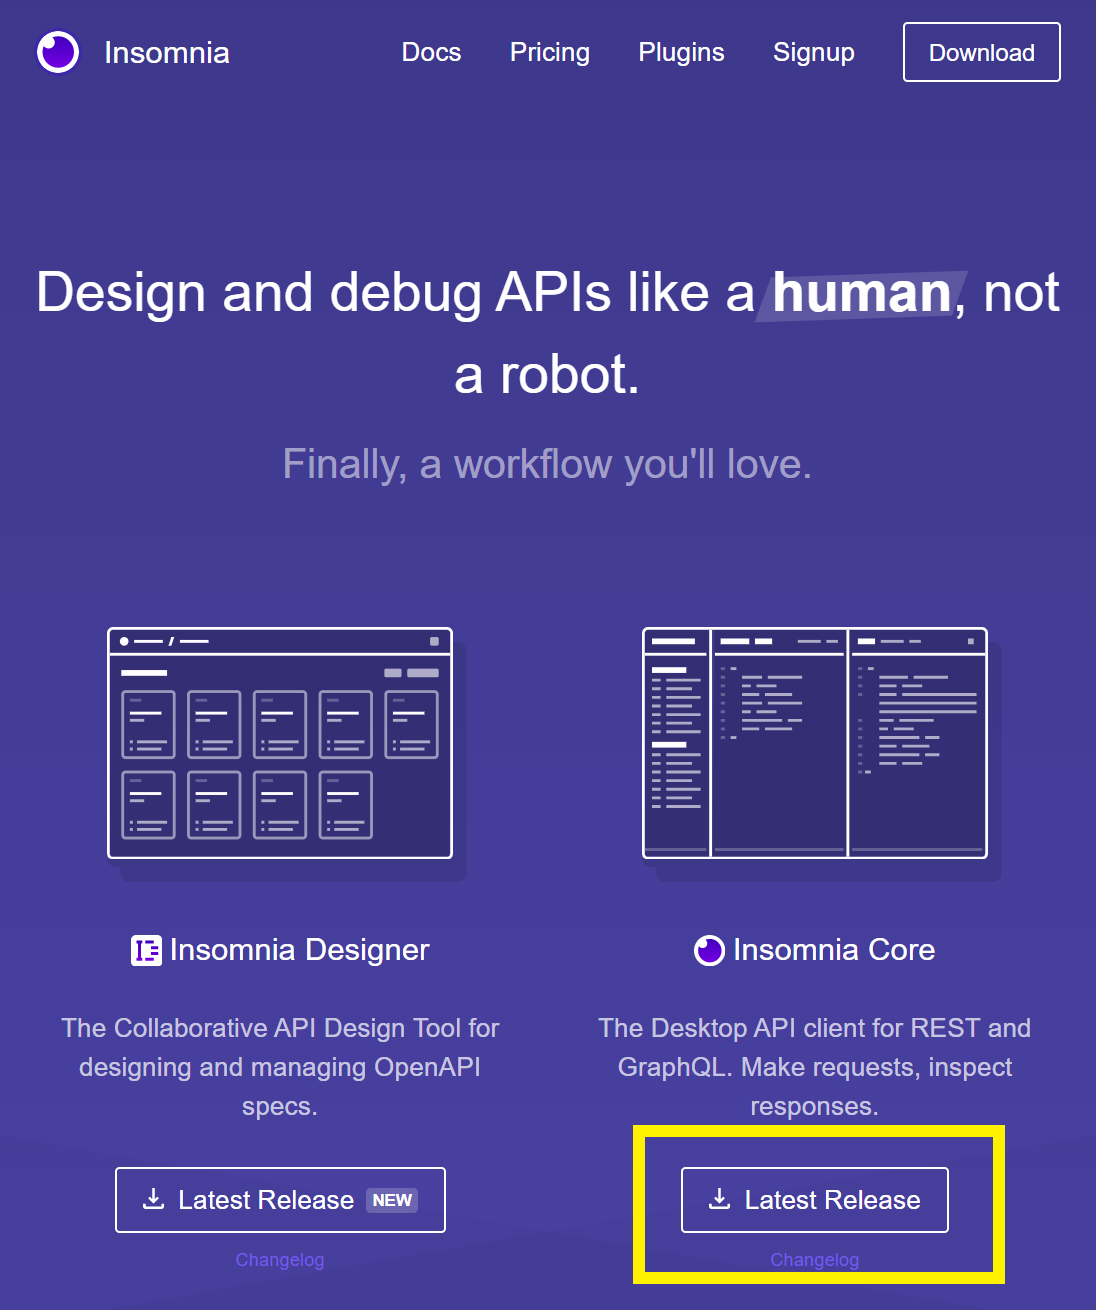 Insomnia Docs Pricing Plugins Signup Download
Design and debug APIs like a human, not
a robot.
Finally, a workflow you'll love.
Insomnia Designer
The Collaborative API Design Tool for
designing and managing OpenAPI
specs.
Latest Release NEW
Changelog
Insomnia Core
The Desktop API client for REST and
GraphQL. Make requests, inspect
responses.
Latest Release
Changelog